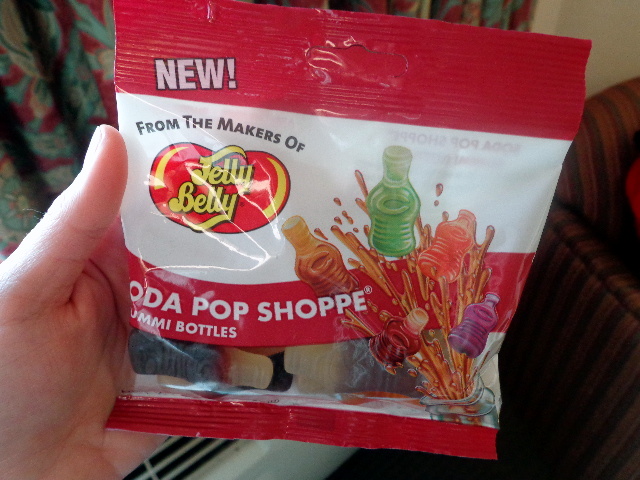 NEW!
FROM THE MAKERS OF
Jelly
Belly
ODA POP SHOPPE®
UMMI BOTTLES